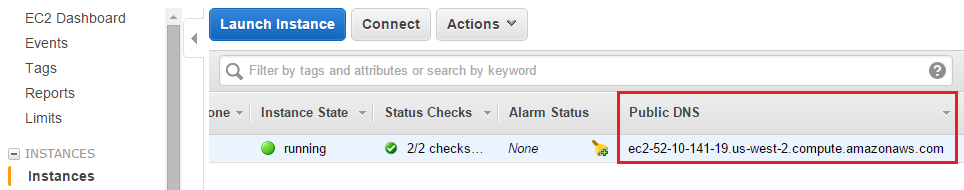 EC2 Dashboard
Events
Tags
Reports
Limits
INSTANCES
Instances
Launch Instance Connect Actions
Filter by tags and attributes or search by keyword
one Instance State Status Checks Alarm Status Public DNS
running 2/2 checks... None ec2-52-10-141-19.us-west-2.compute.amazonaws.com